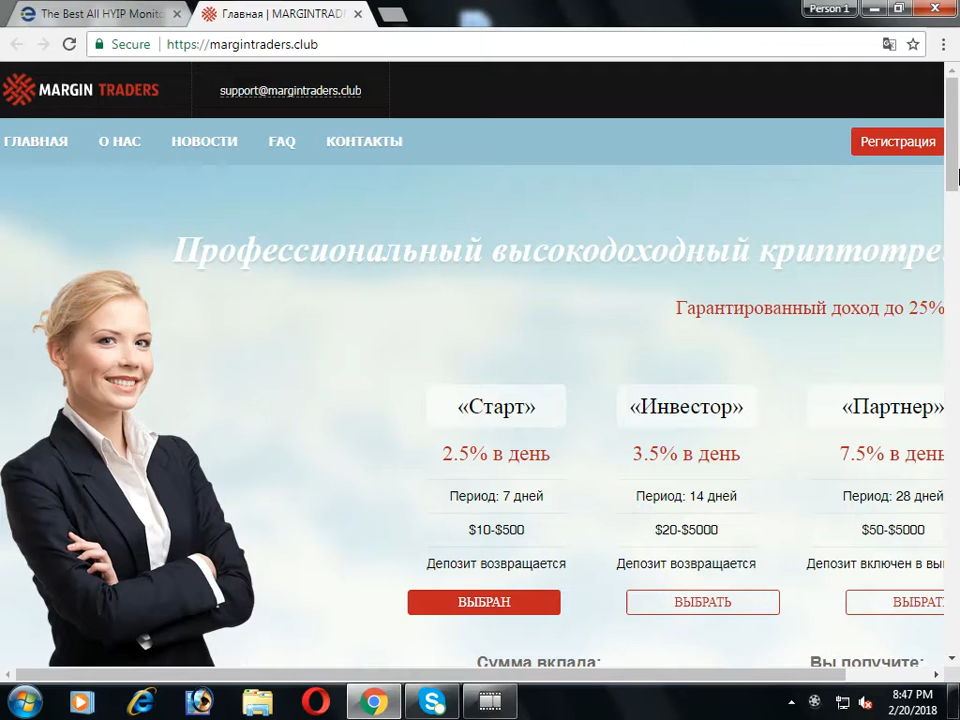 The Best All HYIP Monito
Главная | MARGINTRAD
Person 1
Secure
https://margintraders.club
MARGIN TRADERS
support@margintraders.club
ГЛАВНАЯ
О НАС
НОВОСТИ
FAQ
КОНТАКТЫ
Регистрация
Профессиональный высокодоходный криптотре
Гарантированный доход до 25%
«Старт»
«Инвестор»
«Партнер»
2.5% в день
3.5% в день
7.5% в день
Период: 7 дней
Период: 14 дней
Период: 28 дней
$10-$500
$20-$5000
$50-$5000
Депозит возвращается
Депозит возвращается
Депозит включен в вы
ВЫБРАН
ВЫБРАТЬ
ВЫБРАТ
Сумма вклада:
Вы получите:
8:47 PM
2/20/2018